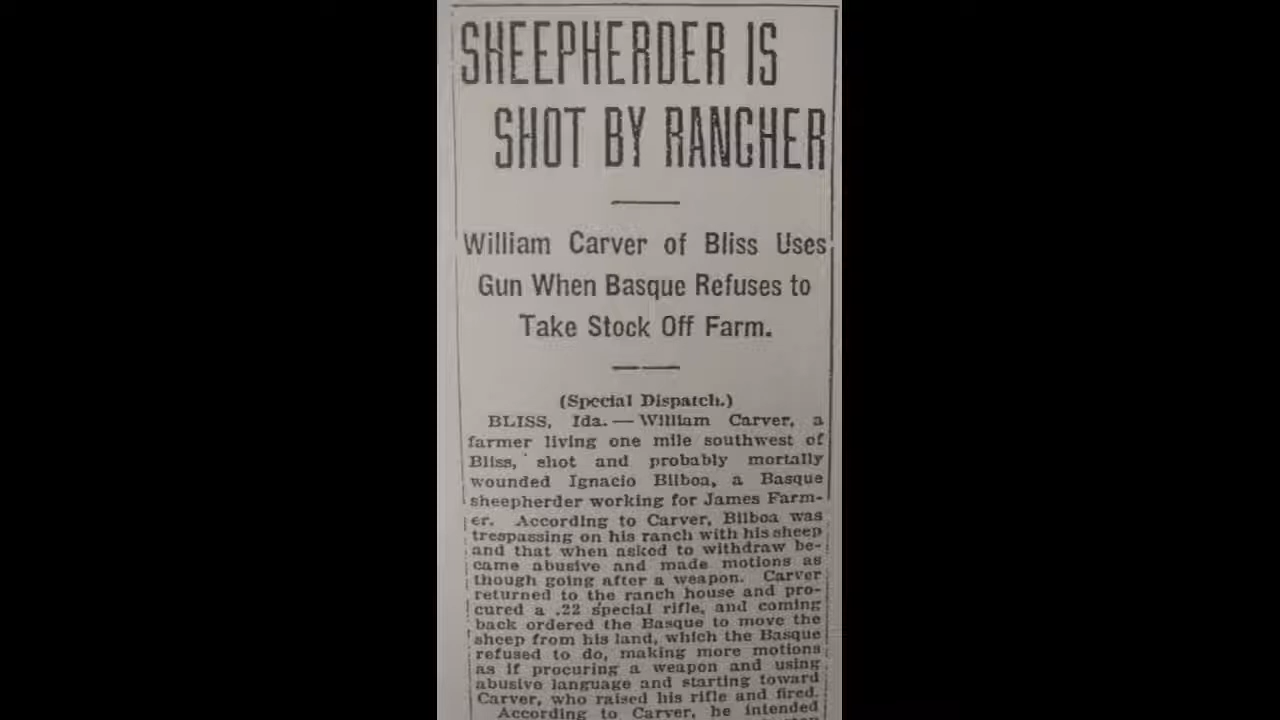 SHEEPHERDER IS
SHOT BY RANCHER
William Carver of Bliss Uses
Gun When Basque Refuses to
Take Stock Off Farm.
(Special Dispatch.)
BLISS, Ida. — William Carver, a
farmer living one mile southwest of
Bliss, shot and probably mortally
wounded Ignacio Bilboa, a Basque
sheepherder working for James Farm-
er. According to Carver, Bilboa was
trespassing on his ranch with his sheep
and that when asked to withdraw be-
came abusive and made motions as
though going after a weapon. Carver
returned to the ranch house and pro-
cured a .22 special rifle, and coming
back ordered the Basque to move the
sheep from his land, which the Basque
refused to do, making more motions
as if procuring a weapon and using
abusive language and starting toward
Carver, who raised his rifle and fired.
According to Carver, he intended